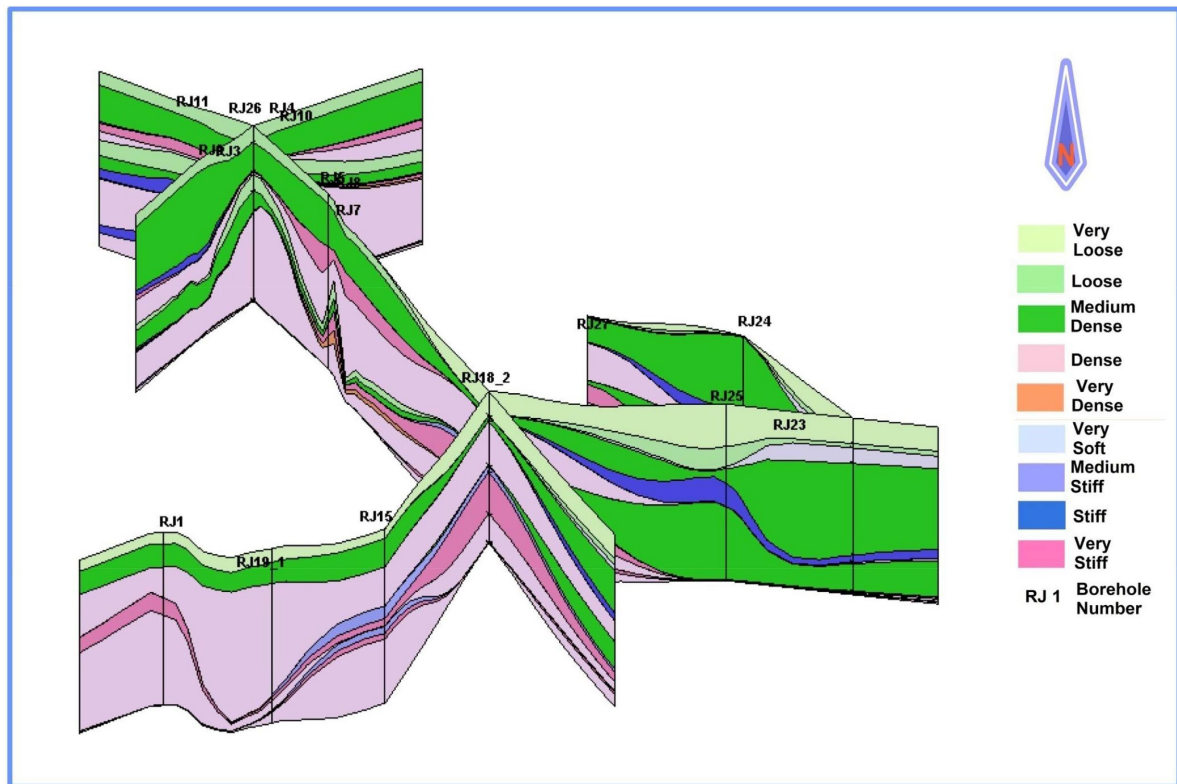 RJ11
RJ26
RJ4
RJ10
RJ3
RJ7
RJ27
RJ24
RJ18_2
RJ25
RJ23
RJ15
RJ1
RJ19_1
N
Very
Loose
Loose
Medium
Dense
Dense
Very
Dense
Very
Soft
Medium
Stiff
Stiff
Very
Stiff
RJ 1
Borehole
Number